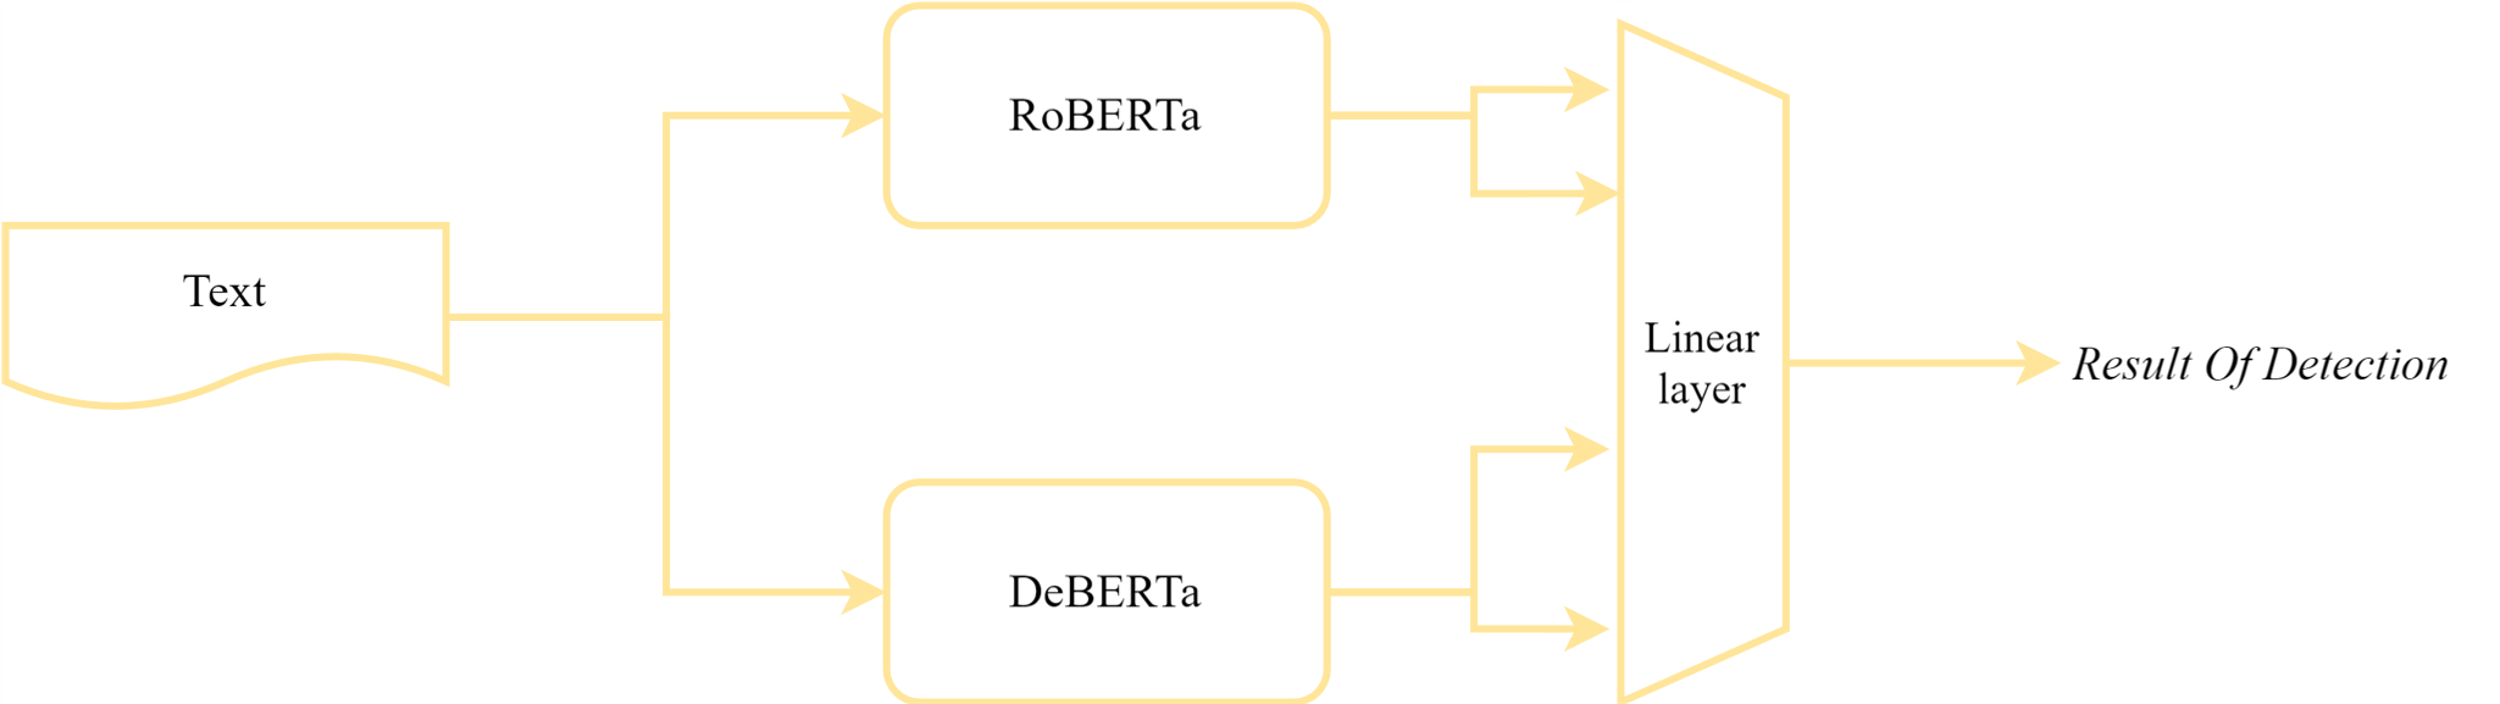 Text
RoBERTa
DeBERTa
Linear
layer
Result Of Detection